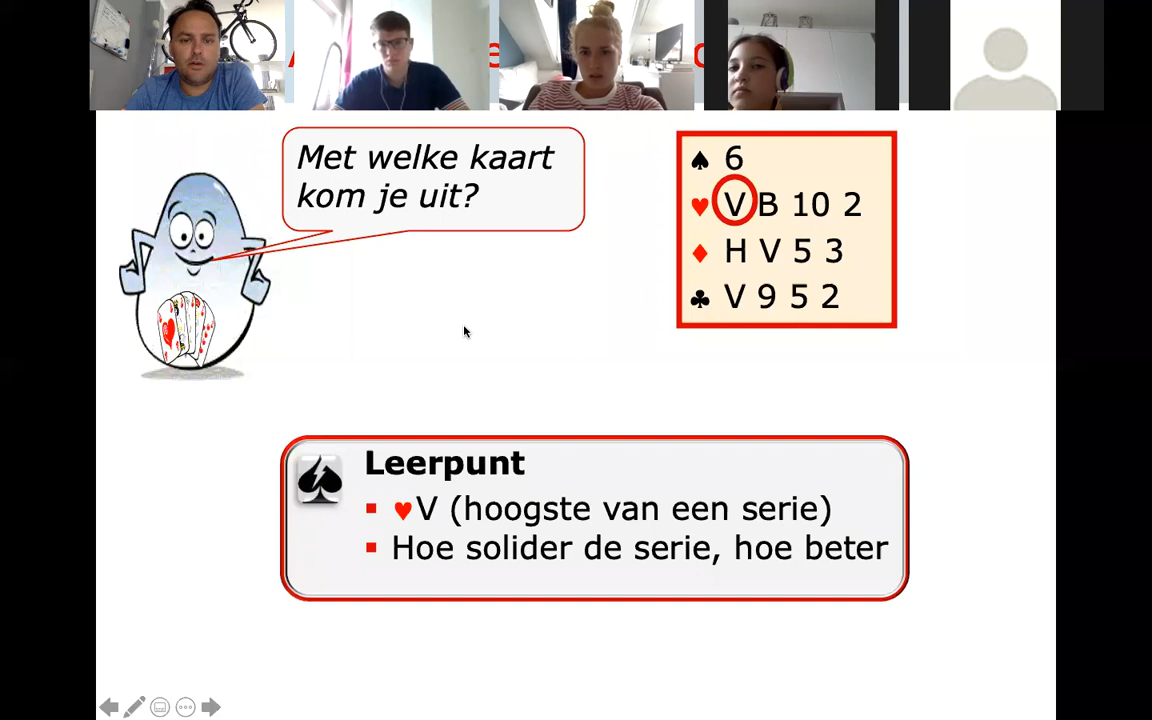 Met welke kaart
kom je uit?
♠ 6
♥ V B 10 2
♦ H V 5 3
♣ V 9 5 2
Leerpunt
▪ ♥V (hoogste van een serie)
▪ Hoe solider de serie, hoe beter